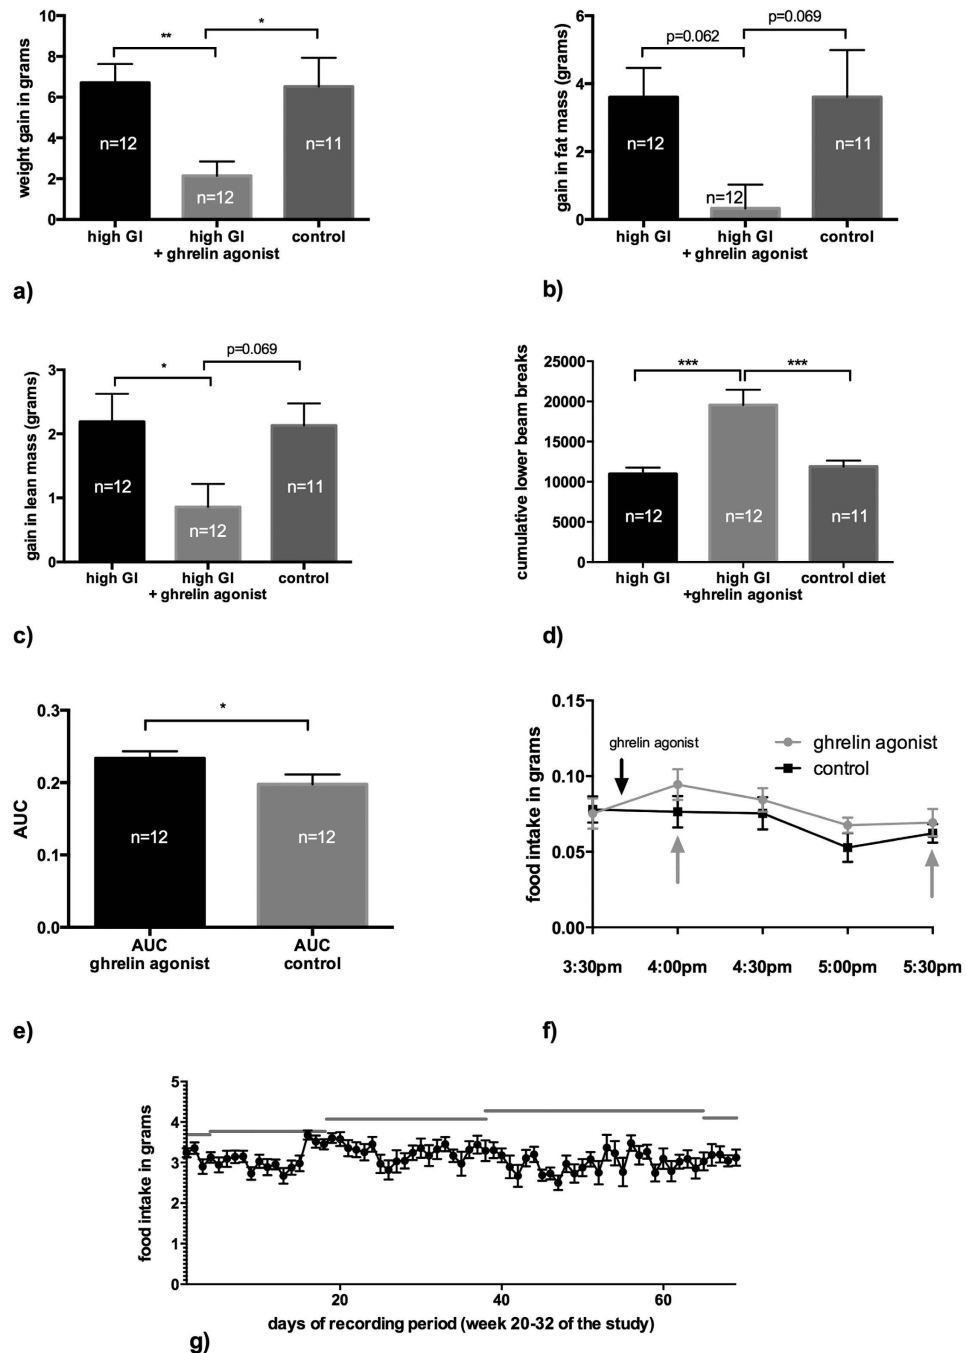 weight gain in grams
10
8
6
4
2
0
**
*
n=12
n=12
n=11
high GI
high GI
+ ghrelin agonist
control
a)
gain in fat mass (grams)
6
4
2
0
p=0.062
p=0.069
n=12
n=12
n=11
high GI
high GI
+ ghrelin agonist
control
b)
gain in lean mass (grams)
3
2
1
0
*
p=0.069
n=12
n=12
n=11
high GI
high GI
+ ghrelin agonist
control
c)
cumulative lower beam breaks
25000
20000
15000
10000
5000
0
***
***
n=12
n=12
n=11
high GI
high GI
+ghrelin agonist
control diet
d)
AUC
0.3
0.2
0.1
0.0
*
n=12
n=12
AUC
ghrelin agonist
AUC
control
e)
food intake in grams
0.15
0.10
0.05
0.00
ghrelin agonist
ghrelin agonist
control
3:30pm
4:00pm
4:30pm
5:00pm
5:30pm
f)
food intake in grams
5
4
3
2
1
0
20
40
60
days of recording period (week 20-32 of the study)
g)